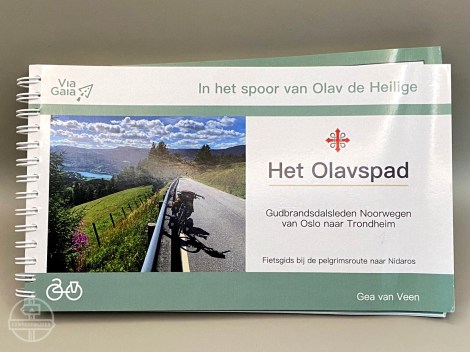 Via
Gaia
In het spoor van Olav de Heilige
Het Olavspad
Gudbrandsdalsleden Noorwegen
van Oslo naar Trondheim
Fietsgids bij de pelgrimsroute naar Nidaros
Gea van Veen